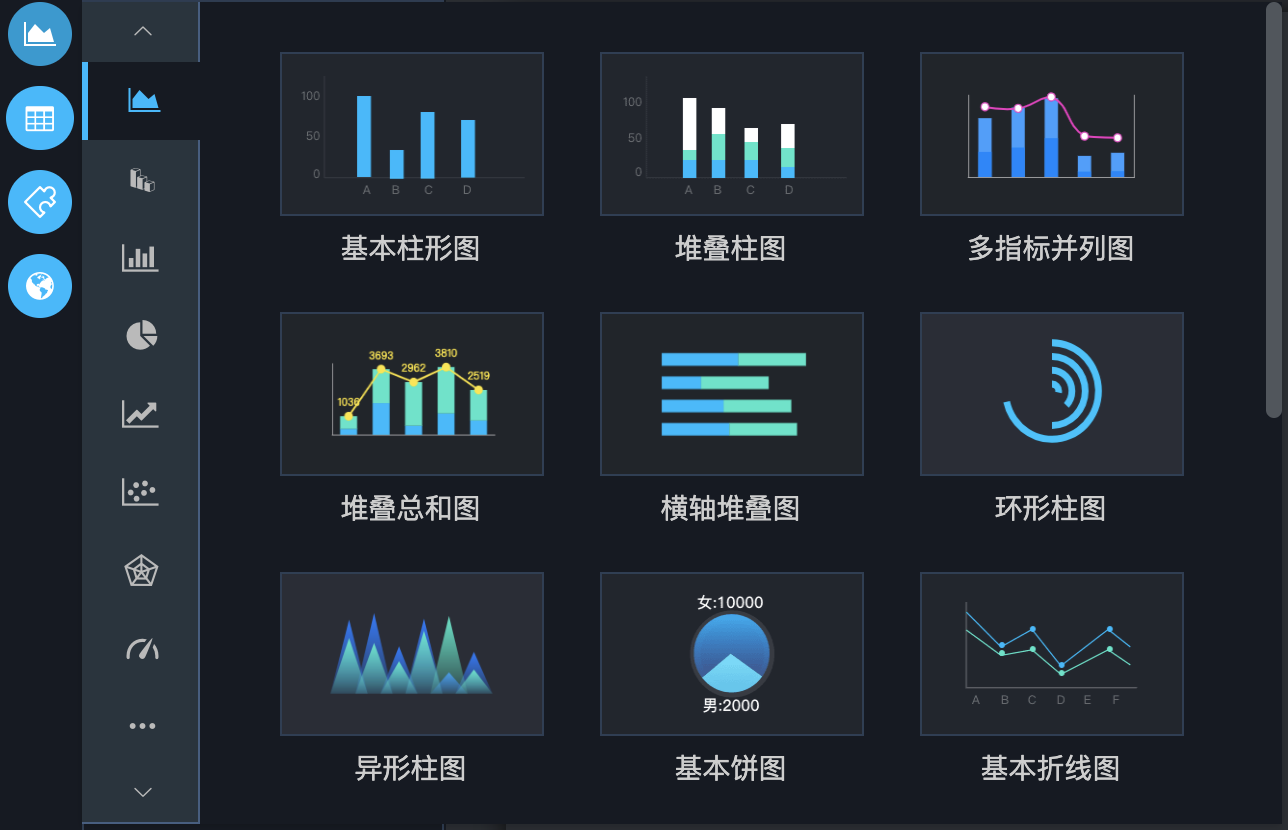 100
50
0
A B C D
基本柱形图
100
50
0
A B C D
堆叠柱图
多指标并列图
3693
3810
2962
2519
1036
堆叠总和图
横轴堆叠图
环形柱图
异形柱图
女:10000
男:2000
基本饼图
A B C D E F
基本折线图